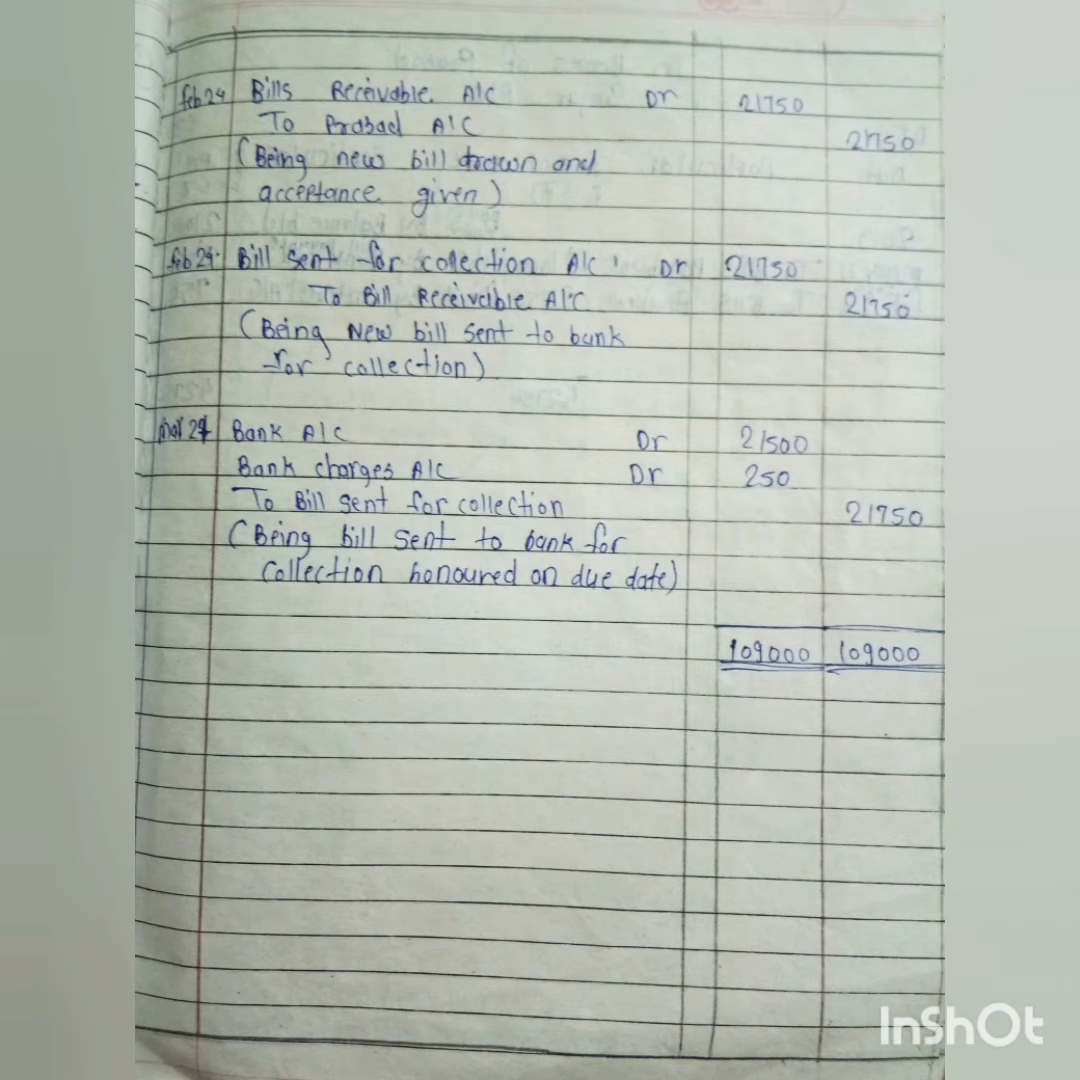 feb 24 Bills Receivable A/C Dr 21750
To Prasad A/C 21750
(Being new bill drawn and
acceptance given)
feb 24 Bill sent for collection A/C Dr 21750
To Bill Receivable A/C 21750
(Being New bill sent to bank
for collection)
mar 27 Bank A/C Dr 21500
Bank charges A/C Dr 250
To Bill sent for collection 21750
(Being bill sent to bank for
collection honoured on due date)
109000 109000
InShOt